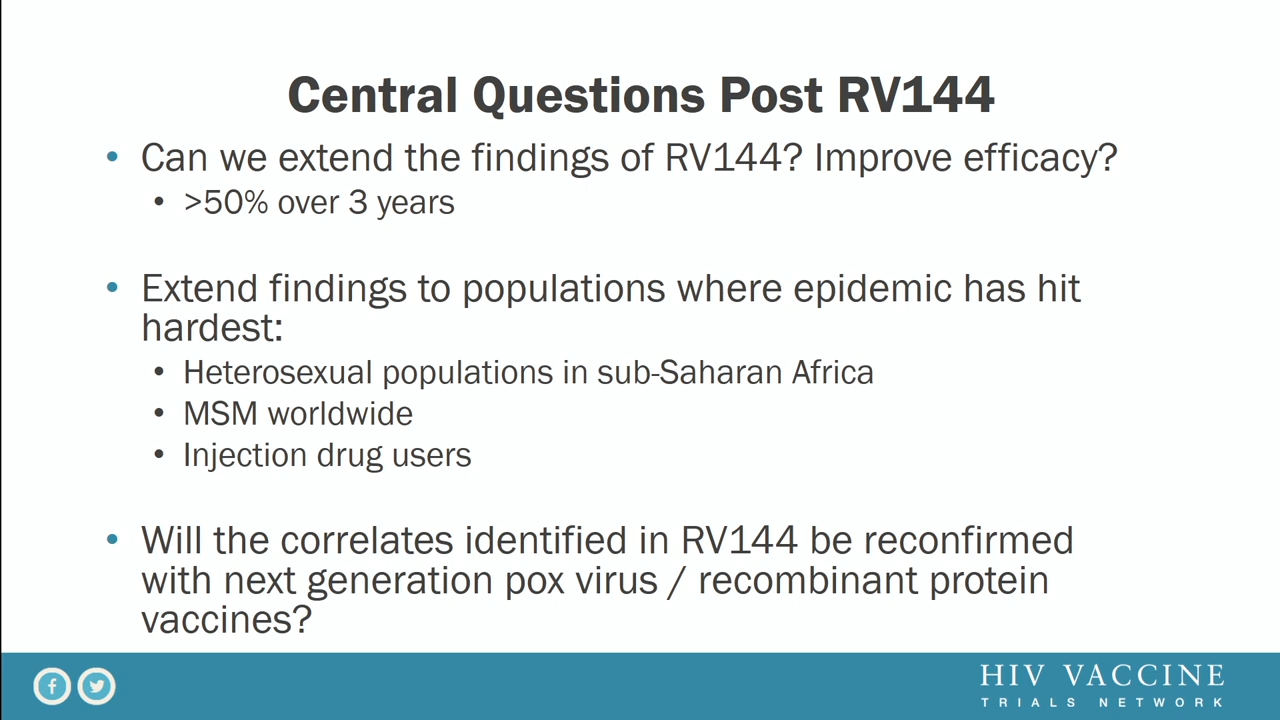 Central Questions Post RV144
• Can we extend the findings of RV144? Improve efficacy?
• >50% over 3 years
• Extend findings to populations where epidemic has hit
hardest:
• Heterosexual populations in sub-Saharan Africa
• MSM worldwide
• Injection drug users
• Will the correlates identified in RV144 be reconfirmed
with next generation pox virus / recombinant protein
vaccines?
HIV VACCINE
TRIALS NETWORK